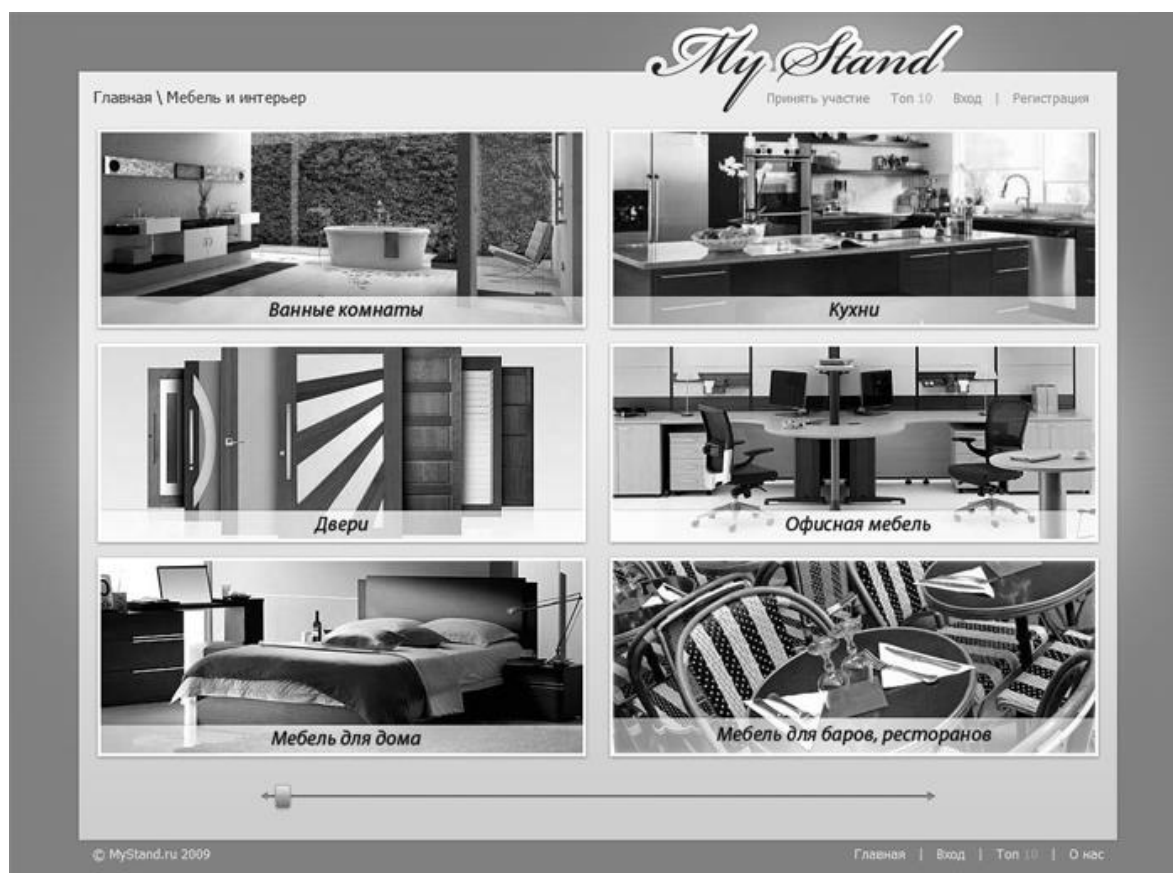 My Stand
Главная \ Мебель и интерьер
Принять участие Топ 10 Вход | Регистрация
Ванные комнаты
Кухни
Двери
Офисная мебель
Мебель для дома
Мебель для баров, ресторанов
© MyStand.ru 2009
Главная | Вход | Топ 10 | О нас